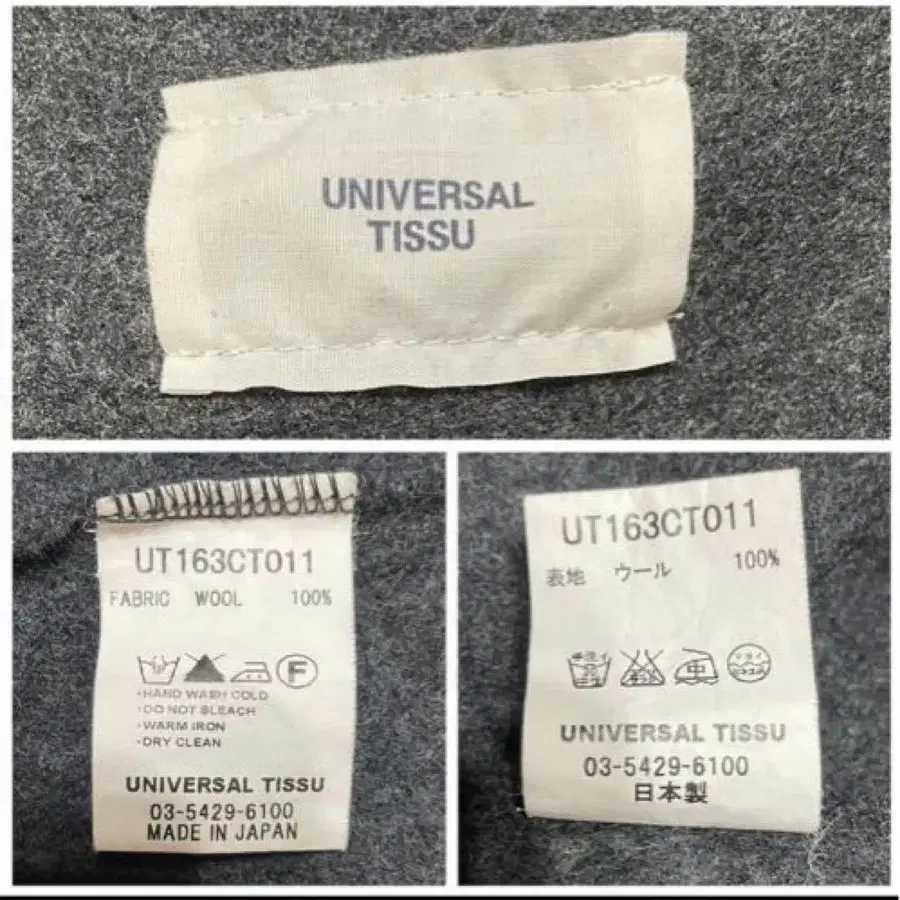 UNIVERSAL
TISSU
UT163CT011
FABRIC WOOL 100%
F
・HAND WASH COLD
・DO NOT BLEACH
・WARM IRON
・DRY CLEAN
UNIVERSAL TISSU
03-5429-6100
MADE IN JAPAN
UT163CT011
表地 ウール 100%
中
UNIVERSAL TISSU
03-5429-6100
日本製